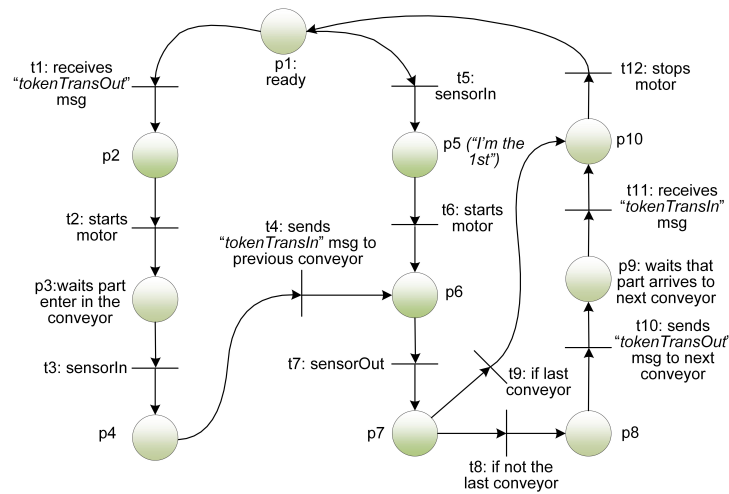 p1:
ready
t1: receives
“tokenTransOut”
msg
t5:
sensorIn
t12: stops
motor
p2
p5 (“I’m the
1st”)
p10
t2: starts
motor
t4: sends
“tokenTransIn” msg to
previous conveyor
t6: starts
motor
t11: receives
“tokenTransIn”
msg
p3:waits part
enter in the
conveyor
p6
p9: waits that
part arrives to
next conveyor
t3: sensorIn
t7: sensorOut
t9: if last
conveyor
t10: sends
“tokenTransOut’
msg to next
conveyor
p4
p7
p8
t8: if not the
last conveyor